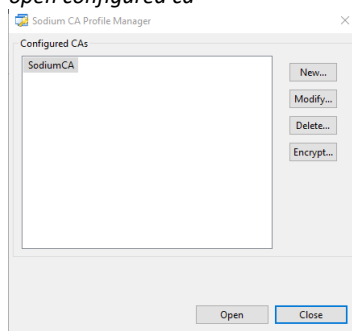 open configured ca
Sodium CA Profile Manager
Configured CAs
SodiumCA
New...
Modify...
Delete...
Encrypt...
Open
Close